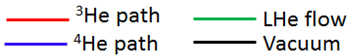 ³He path
LHe flow
⁴He path
Vacuum